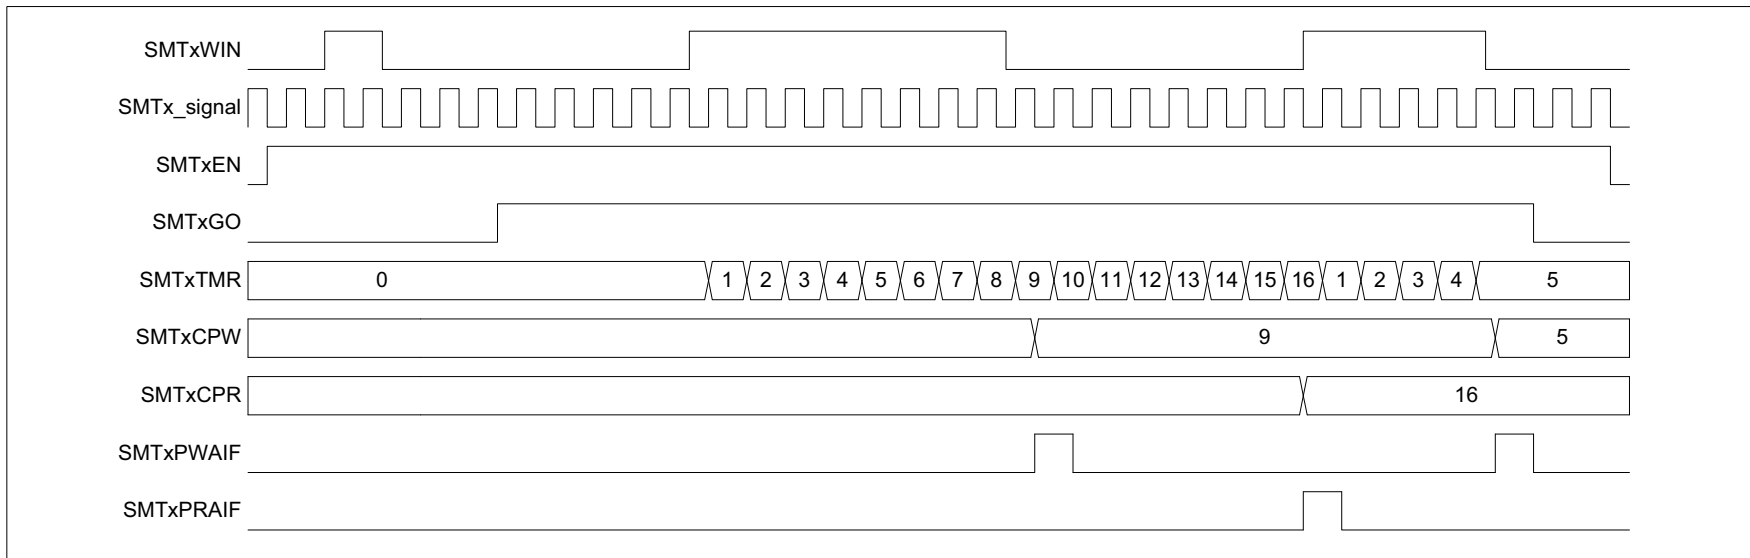 SMTxWIN
SMTx_signal
SMTxEN
SMTxGO
SMTxTMR 0 1 2 3 4 5 6 7 8 9 10 11 12 13 14 15 16 1 2 3 4 5
SMTxCPW 9 5
SMTxCPR 16
SMTxPWAIF
SMTxPRAIF